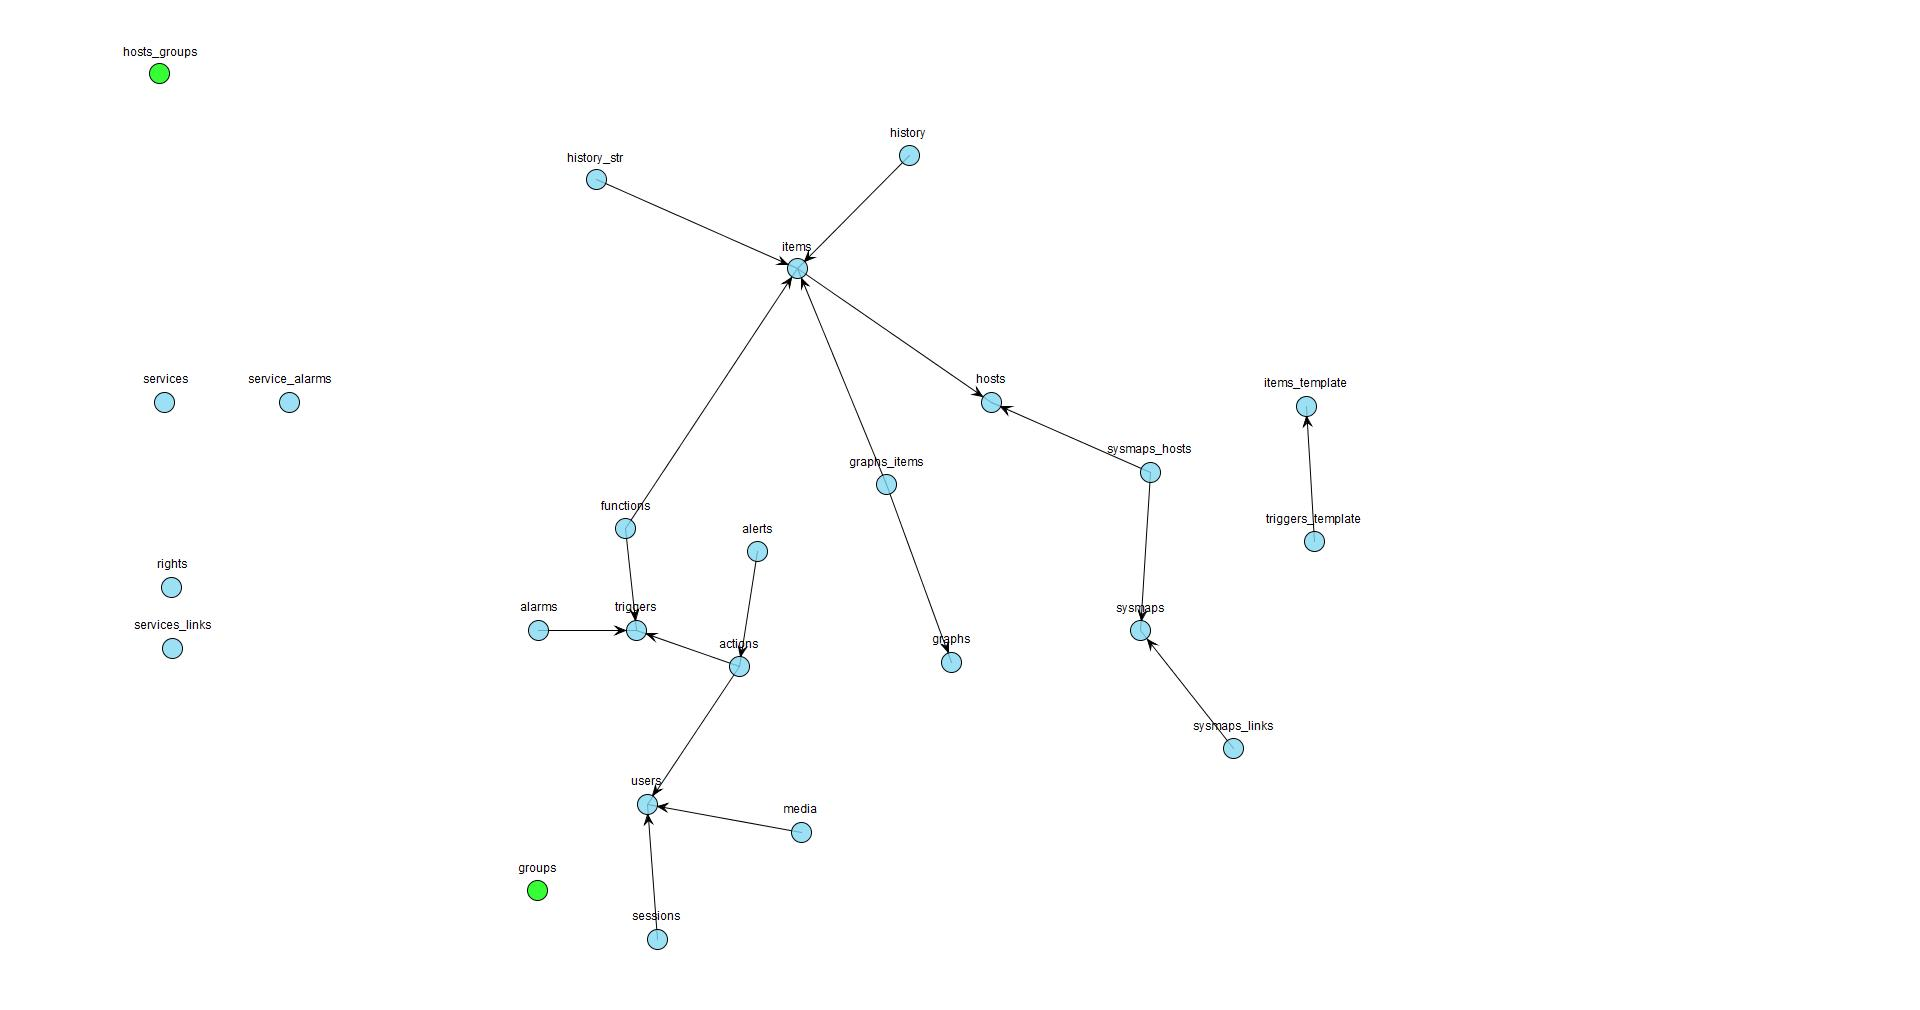 hosts_groups
history
history_str
items
services
service_alarms
hosts
items_template
sysmaps_hosts
graphs_items
functions
triggers_template
alerts
rights
alarms
triggers
sysmaps
services_links
graphs
actions
sysmaps_links
users
media
groups
sessions